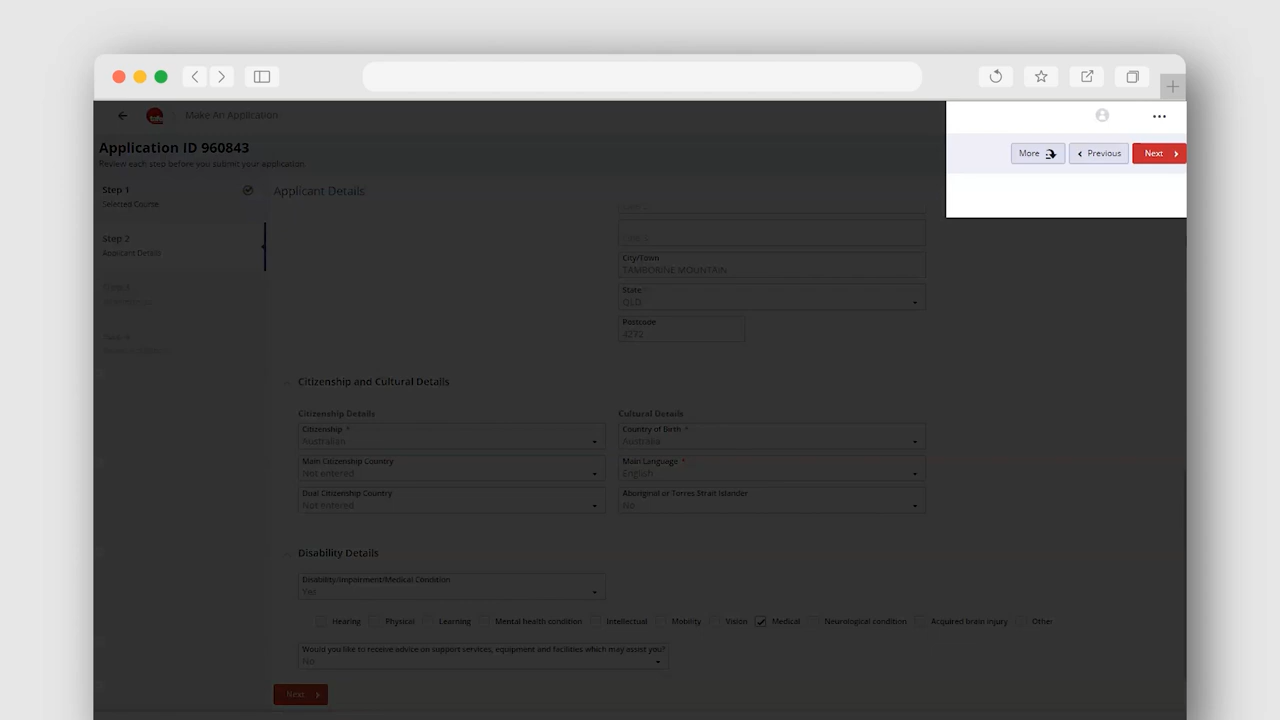 Make An Application
Application ID 960843
Review each step before you submit your application.
More
Previous
Next
Step 1
Selected Course
Applicant Details
Step 2
Applicant Details
City/Town
TAMBORINE MOUNTAIN
State
QLD
Postcode
4272
Citizenship and Cultural Details
Citizenship Details
Cultural Details
Citizenship *
Australian
Country of Birth *
Australia
Main Citizenship Country
Not entered
Main Language *
English
Dual Citizenship Country
Not entered
Aboriginal or Torres Strait Islander
No
Disability Details
Disability/Impairment/Medical Condition
Yes
Hearing Physical Learning Mental health condition Intellectual Mobility Vision Medical Neurological condition Acquired brain injury Other
Would you like to receive advice on support services, equipment and facilities which may assist you?
No
Next